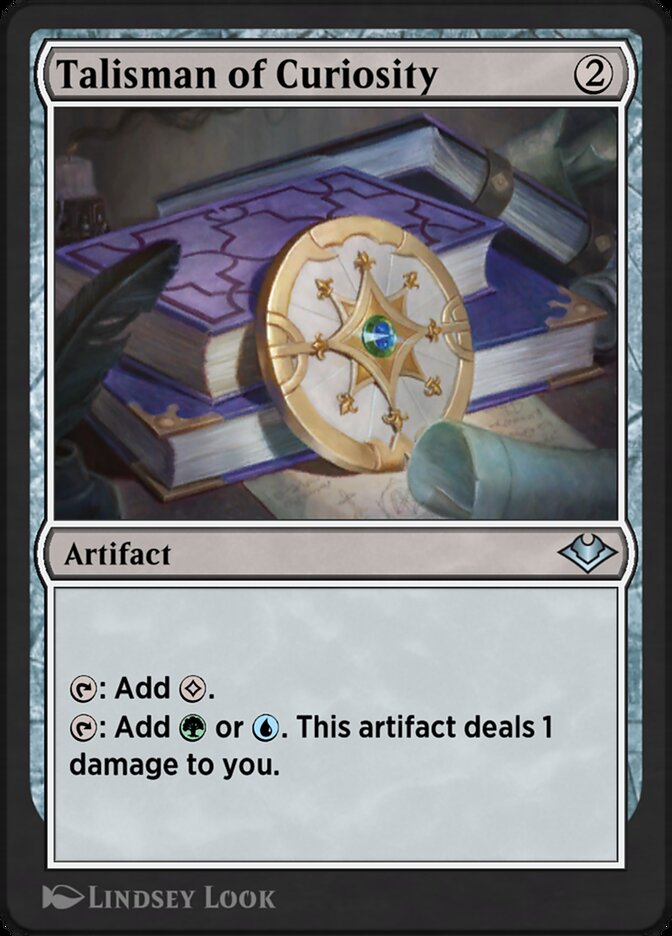 Talisman of Curiosity 2
Artifact
: Add .
: Add or . This artifact deals 1
damage to you.
Lindsey Look